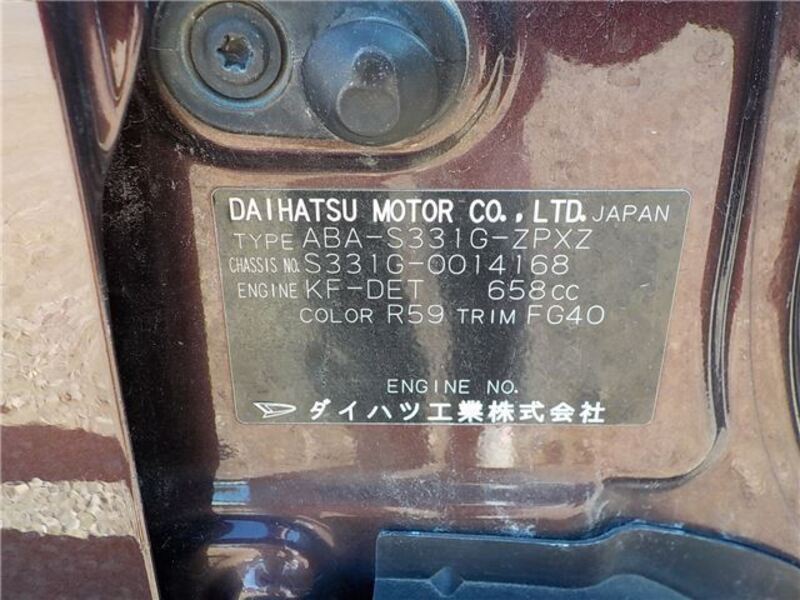 DAIHATSU MOTOR CO., LTD. JAPAN
TYPE ABA-S331G-ZPXZ
CHASSIS NO. S331G-0014168
ENGINE KF-DET 658CC
COLOR R59 TRIM FG40
ENGINE NO.
ダイハツ工業株式会社